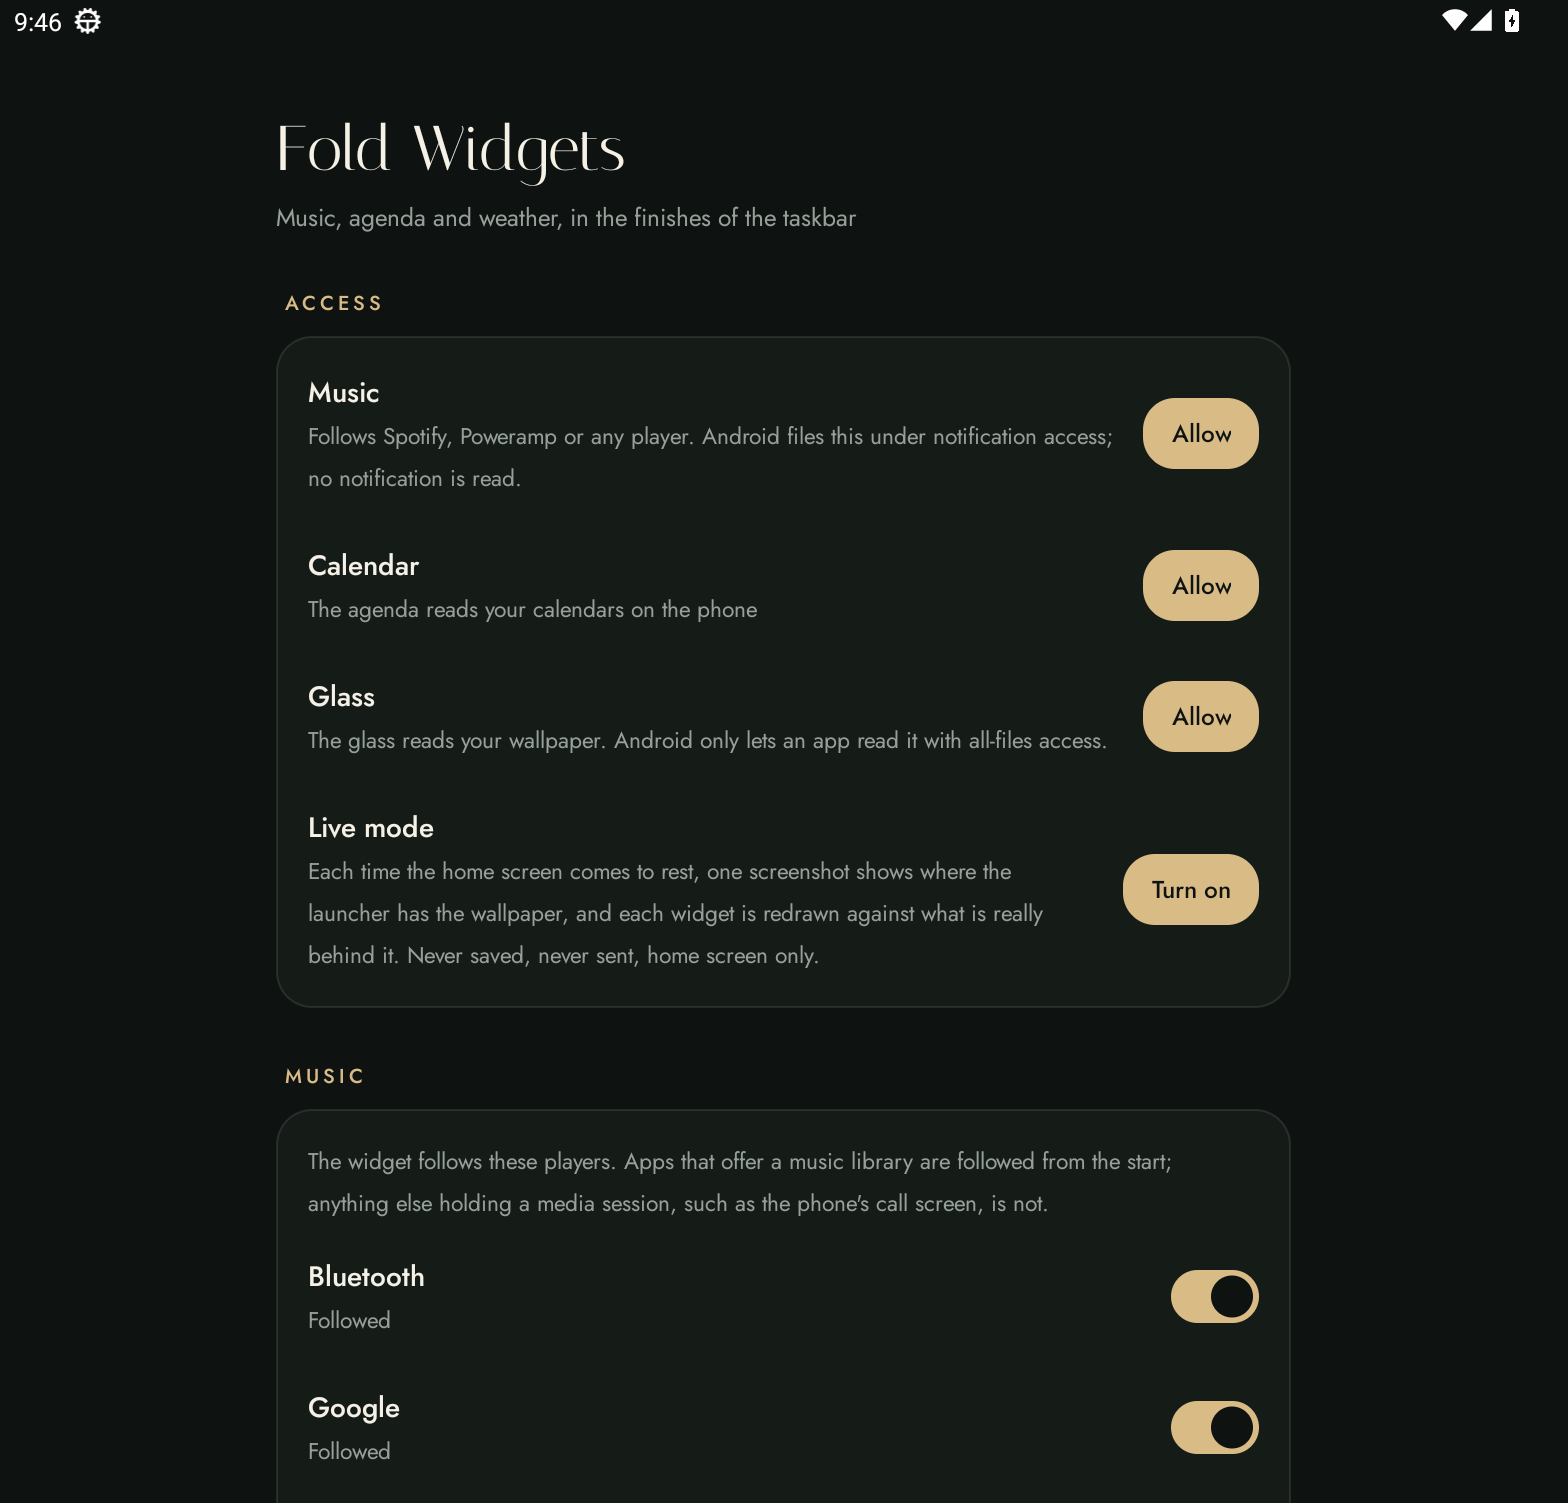 9:46
Fold Widgets
Music, agenda and weather, in the finishes of the taskbar
ACCESS
Music
Follows Spotify, Poweramp or any player. Android files this under notification access;
no notification is read.
Allow
Calendar
The agenda reads your calendars on the phone
Allow
Glass
The glass reads your wallpaper. Android only lets an app read it with all-files access.
Allow
Live mode
Each time the home screen comes to rest, one screenshot shows where the
launcher has the wallpaper, and each widget is redrawn against what is really
behind it. Never saved, never sent, home screen only.
Turn on
MUSIC
The widget follows these players. Apps that offer a music library are followed from the start;
anything else holding a media session, such as the phone's call screen, is not.
Bluetooth
Followed
Google
Followed